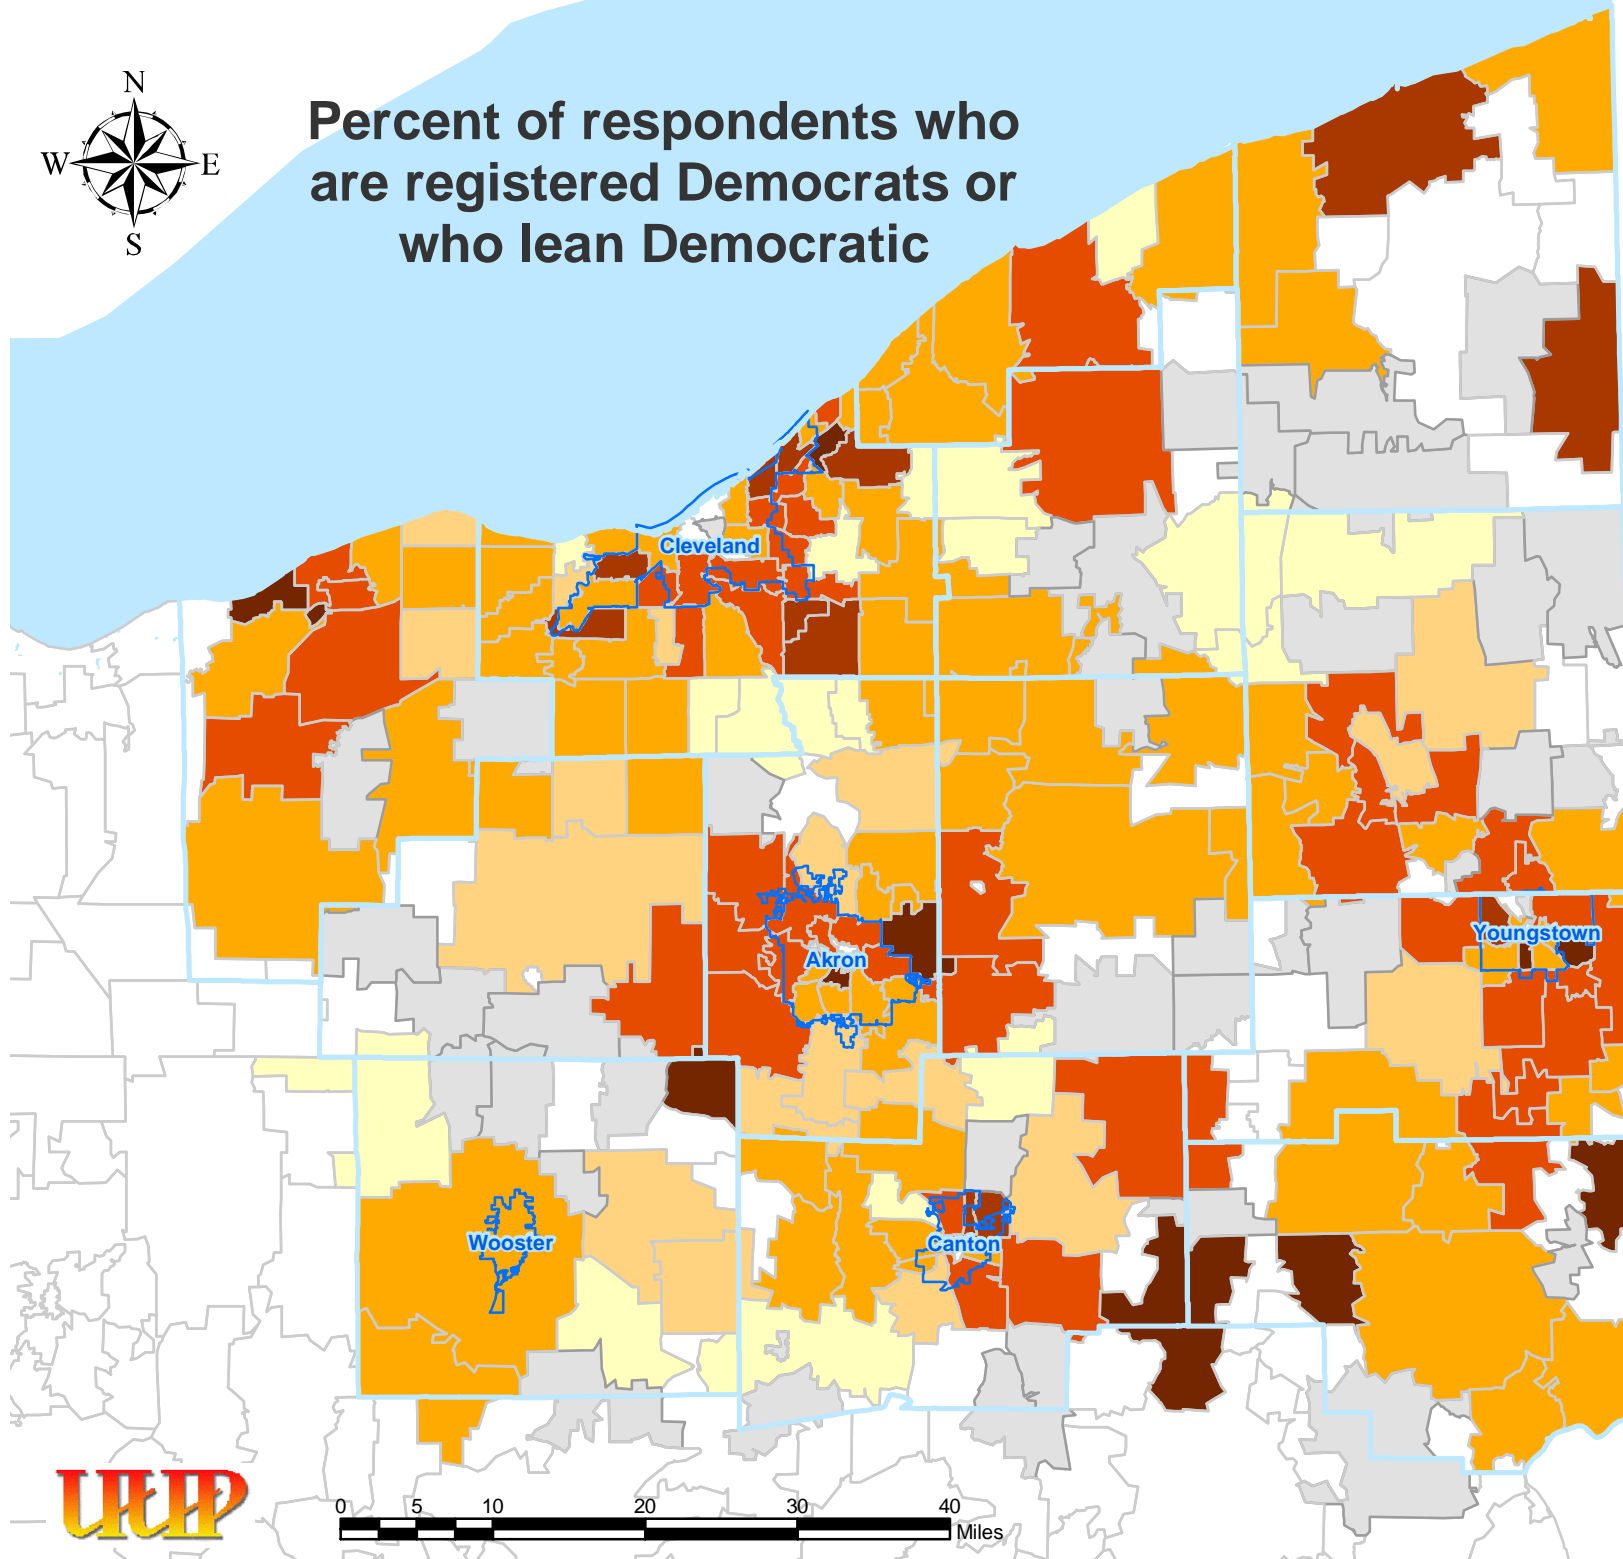 Percent of respondents who
are registered Democrats or
who lean Democratic
N
W E
S
Cleveland
Akron
Youngstown
Wooster
Canton
UUP
0 5 10 20 30 40
Miles